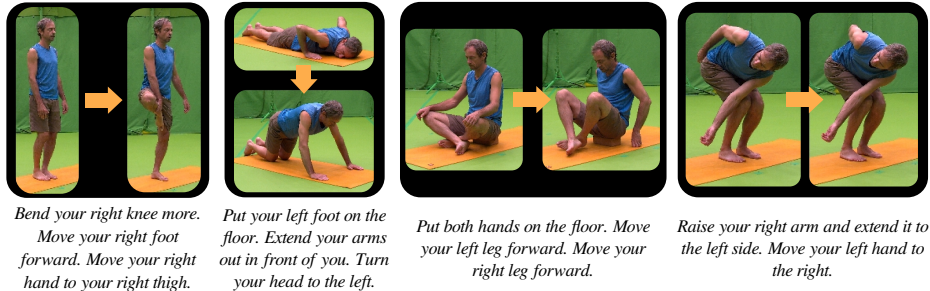 Bend your right knee more.
Move your right foot
forward. Move your right
hand to your right thigh.
Put your left foot on the
floor. Extend your arms
out in front of you. Turn
your head to the left.
Put both hands on the floor. Move
your left leg forward. Move your
right leg forward.
Raise your right arm and extend it to
the left side. Move your left hand to
the right.